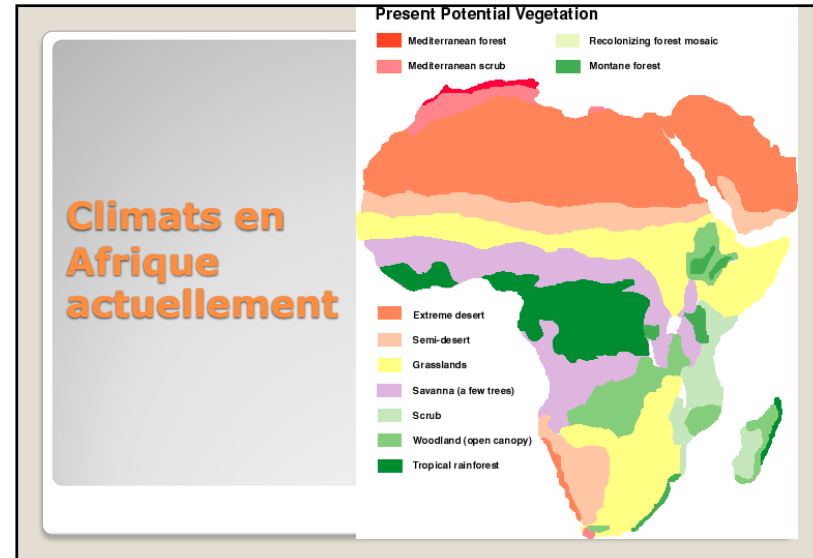 Present Potential Vegetation
Mediterranean forest
Recolonizing forest mosaic
Mediterranean scrub
Montane forest
Climats en
Afrique
actuellement
Extreme desert
Semi-desert
Grasslands
Savanna (a few trees)
Scrub
Woodland (open canopy)
Tropical rainforest